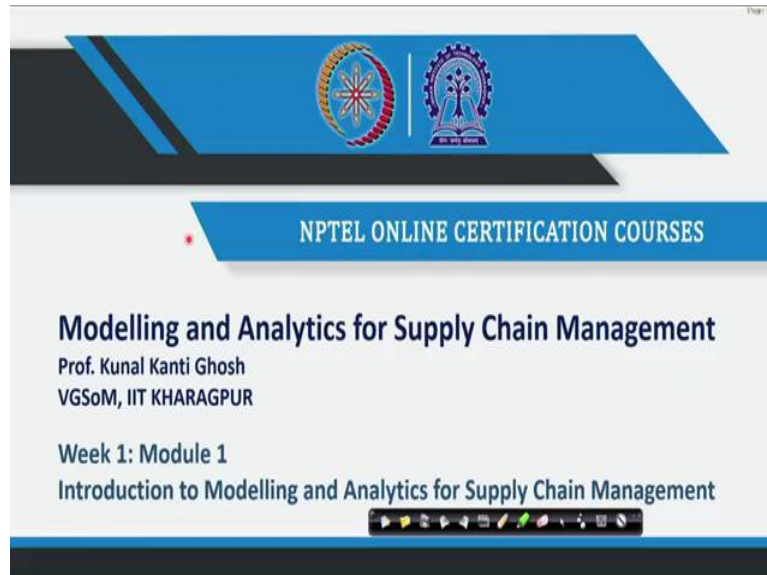 NPTEL ONLINE CERTIFICATION COURSES
Modelling and Analytics for Supply Chain Management
Prof. Kunal Kanti Ghosh
VGSoM, IIT KHARAGPUR
Week 1: Module 1
Introduction to Modelling and Analytics for Supply Chain Management